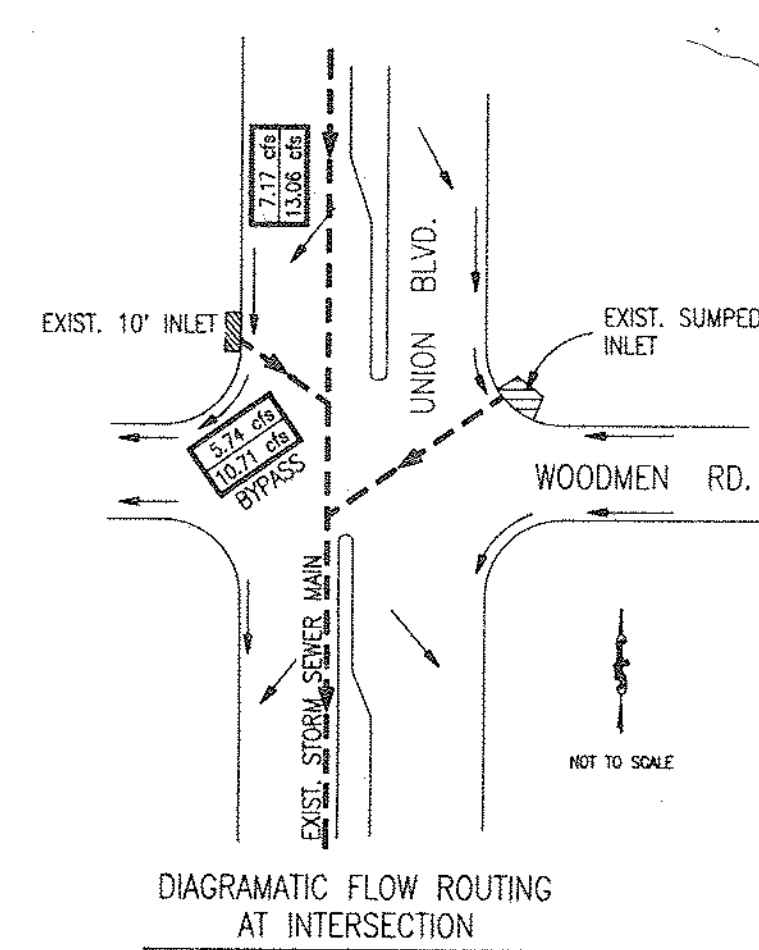 7.17 cfs
13.06 cfs
UNION BLVD.
EXIST. 10' INLET
EXIST. SUMPED
INLET
5.74 cfs
10.71 cfs
BYPASS
WOODMEN RD.
EXIST. STORM SEWER MAIN
NOT TO SCALE
DIAGRAMATIC FLOW ROUTING
AT INTERSECTION